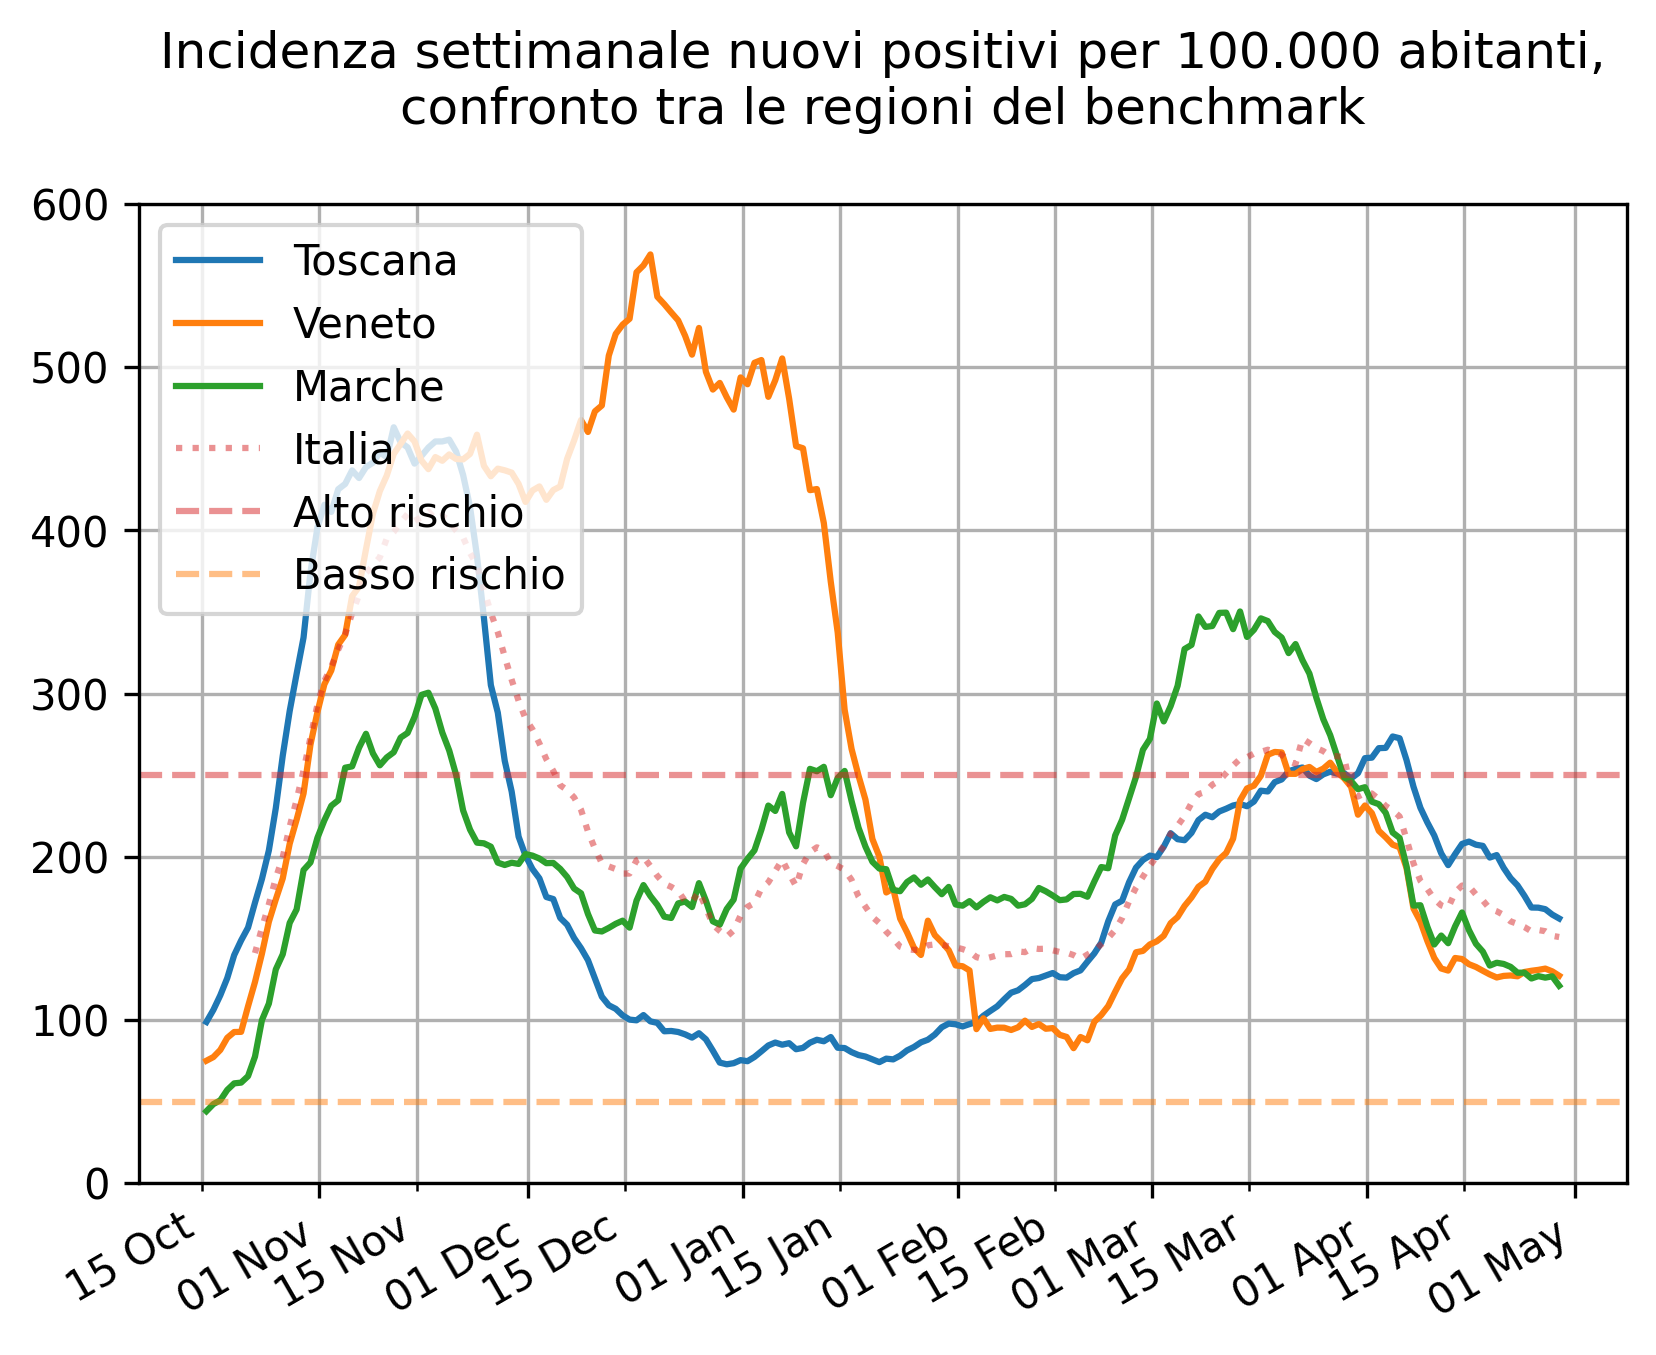 Incidenza settimanale nuovi positivi per 100.000 abitanti,
confronto tra le regioni del benchmark
600
500
400
300
200
100
0
Toscana
Veneto
Marche
Italia
Alto rischio
Basso rischio
15 Oct
01 Nov
15 Nov
01 Dec
15 Dec
01 Jan
15 Jan
01 Feb
15 Feb
01 Mar
15 Mar
01 Apr
15 Apr
01 May